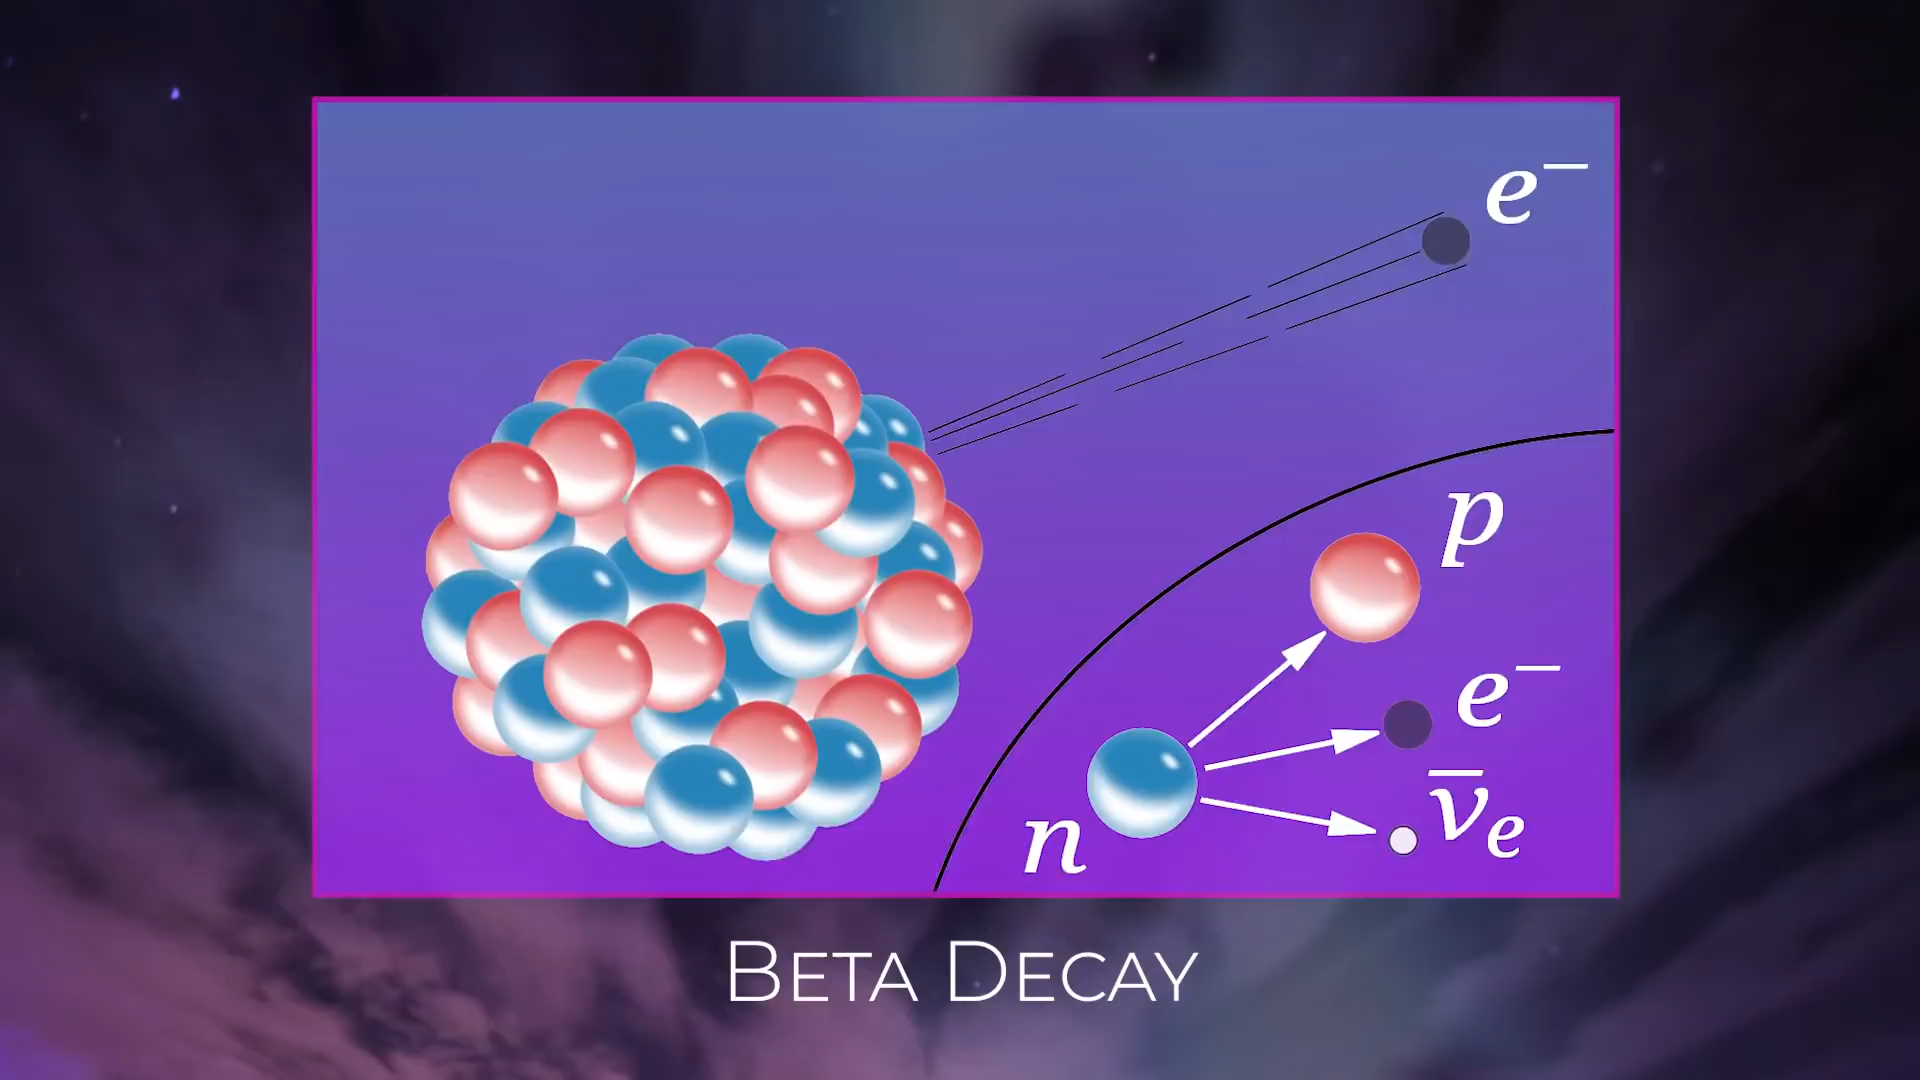 e⁻
p
e⁻
ν̅ₑ
n
BETA DECAY